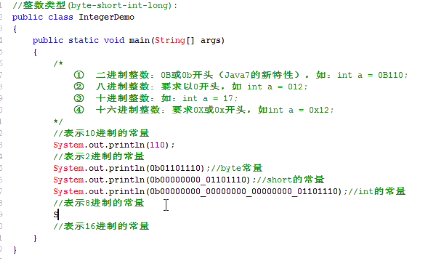 //整数类型(byte-short-int-long):
public class IntegerDemo
{
public static void main(String[] args)
{
/*
① 二进制整数: 0B或0b开头（Java7的新特性), 如: int a = 0B110;
② 八进制整数: 要求以0开头, 如 int a = 012;
③ 十进制整数: 如: int a = 17;
④ 十六进制整数: 要求0X或0x开头, 如int a = 0x12;
*/
//表示10进制的常量
System.out.println(110);
//表示2进制的常量
System.out.println(0b01101110);//byte常量
System.out.println(0b00000000_01101110);//short的常量
System.out.println(0b00000000_00000000_00000000_01101110);//int的常量
//表示8进制的常量
S
//表示16进制的常量
}
}